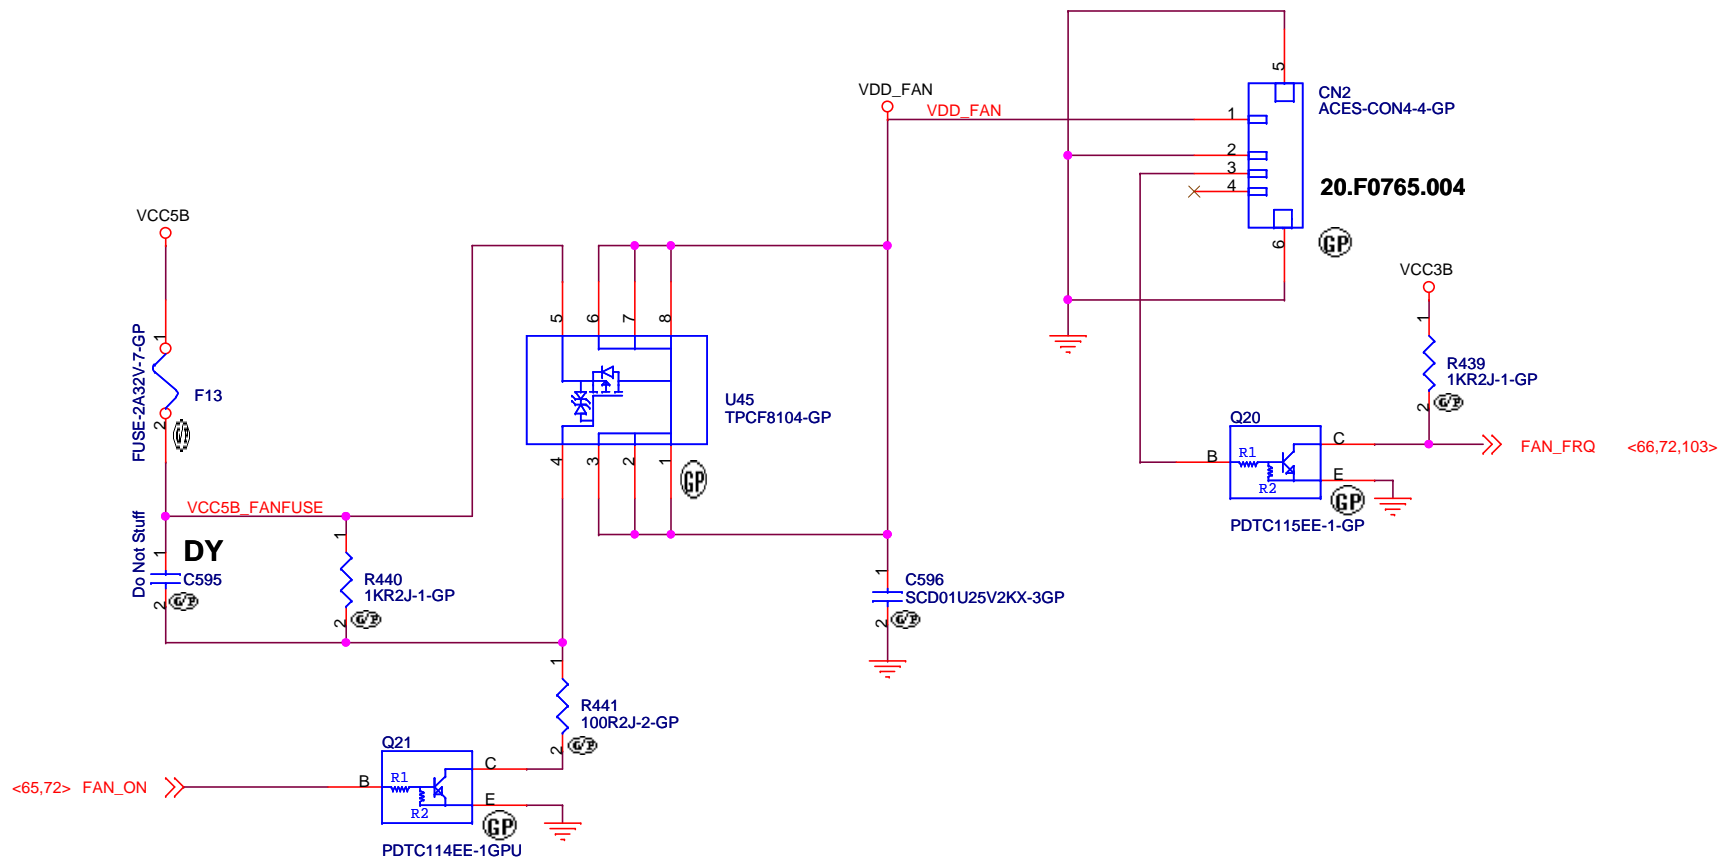 VDD_FAN
VDD_FAN
5
CN2
ACES-CON4-4-GP
1
2
3
4
20.F0765.004
6
GP
VCC5B
1
FUSE-2A32V-7-GP
F13
2
G/P
VCC5B_FANFUSE
Do Not Stuff
DY
1
C595
2
G/P
1
R440
1KR2J-1-GP
2
G/P
5
6
7
8
U45
TPCF8104-GP
4
3
2
1
GP
1
C596
SCD01U25V2KX-3GP
2
G/P
VCC3B
1
R439
1KR2J-1-GP
2
G/P
Q20
B
R1
R2
C
E
GP
PDTC115EE-1-GP
FAN_FRQ
<66,72,103>
1
R441
100R2J-2-GP
2
G/P
Q21
<65,72>
FAN_ON
B
R1
R2
C
E
GP
PDTC114EE-1GPU